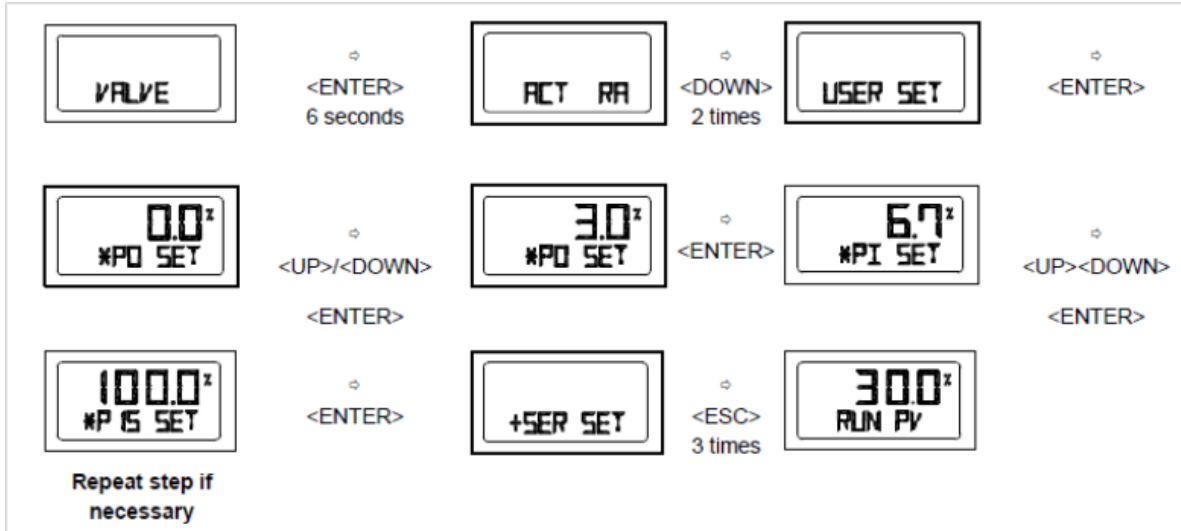 VALVE
⇨
<ENTER>
6 seconds
ACT RA
⇨
<DOWN>
2 times
USER SET
⇨
<ENTER>
0.0%
*P0 SET
⇨
<UP>/<DOWN>
<ENTER>
3.0%
*P0 SET
⇨
<ENTER>
6.7%
*P1 SET
⇨
<UP><DOWN>
<ENTER>
100.0%
*P 15 SET
Repeat step if
necessary
⇨
<ENTER>
+SER SET
⇨
<ESC>
3 times
30.0%
RUN PV